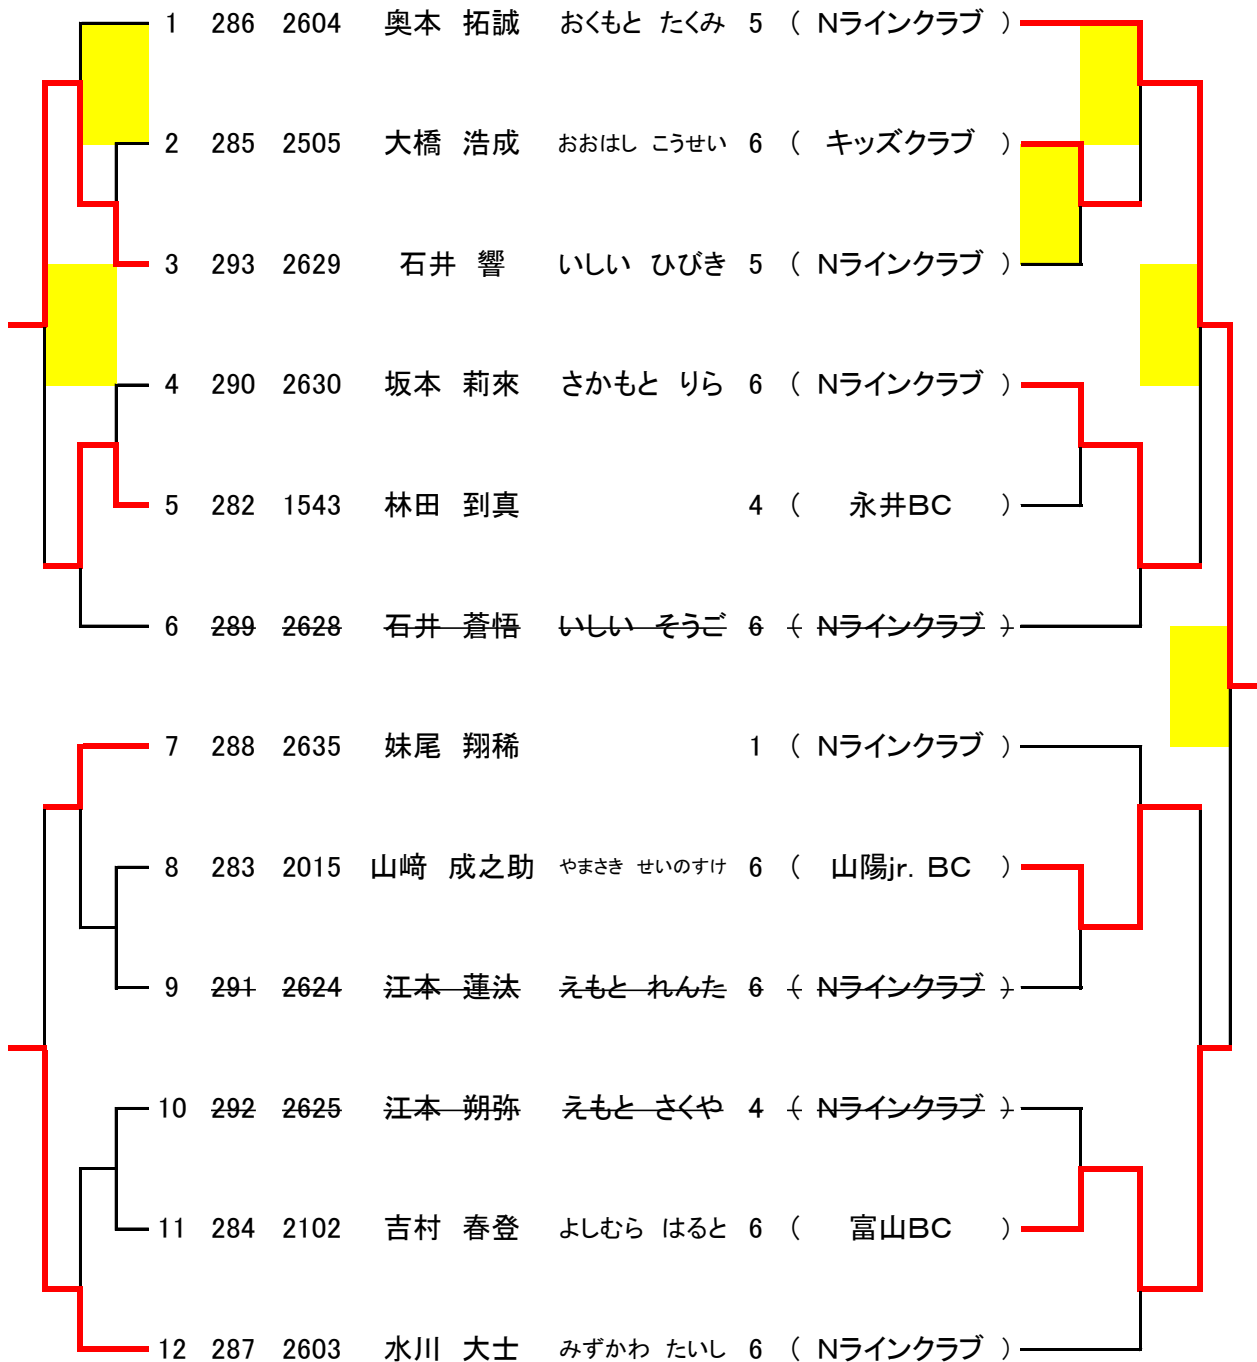 1 286 2604 奥本 拓誠 おくもと たくみ 5 ( Nラインクラブ )
2 285 2505 大橋 浩成 おおはし こうせい 6 ( キッズクラブ )
3 293 2629 石井 響 いしい ひびき 5 ( Nラインクラブ )
4 290 2630 坂本 莉來 さかもと りら 6 ( Nラインクラブ )
5 282 1543 林田 到真 4 ( 永井BC )
6 289 2628 石井 蒼悟 いしい そうご 6 ( Nラインクラブ )
7 288 2635 妹尾 翔稀 1 ( Nラインクラブ )
8 283 2015 山﨑 成之助 やまさき せいのすけ 6 ( 山陽jr. BC )
9 291 2624 江本 蓮汰 えもと れんた 6 ( Nラインクラブ )
10 292 2625 江本 朔弥 えもと さくや 4 ( Nラインクラブ )
11 284 2102 吉村 春登 よしむら はると 6 ( 富山BC )
12 287 2603 水川 大士 みずかわ たいし 6 ( Nラインクラブ )